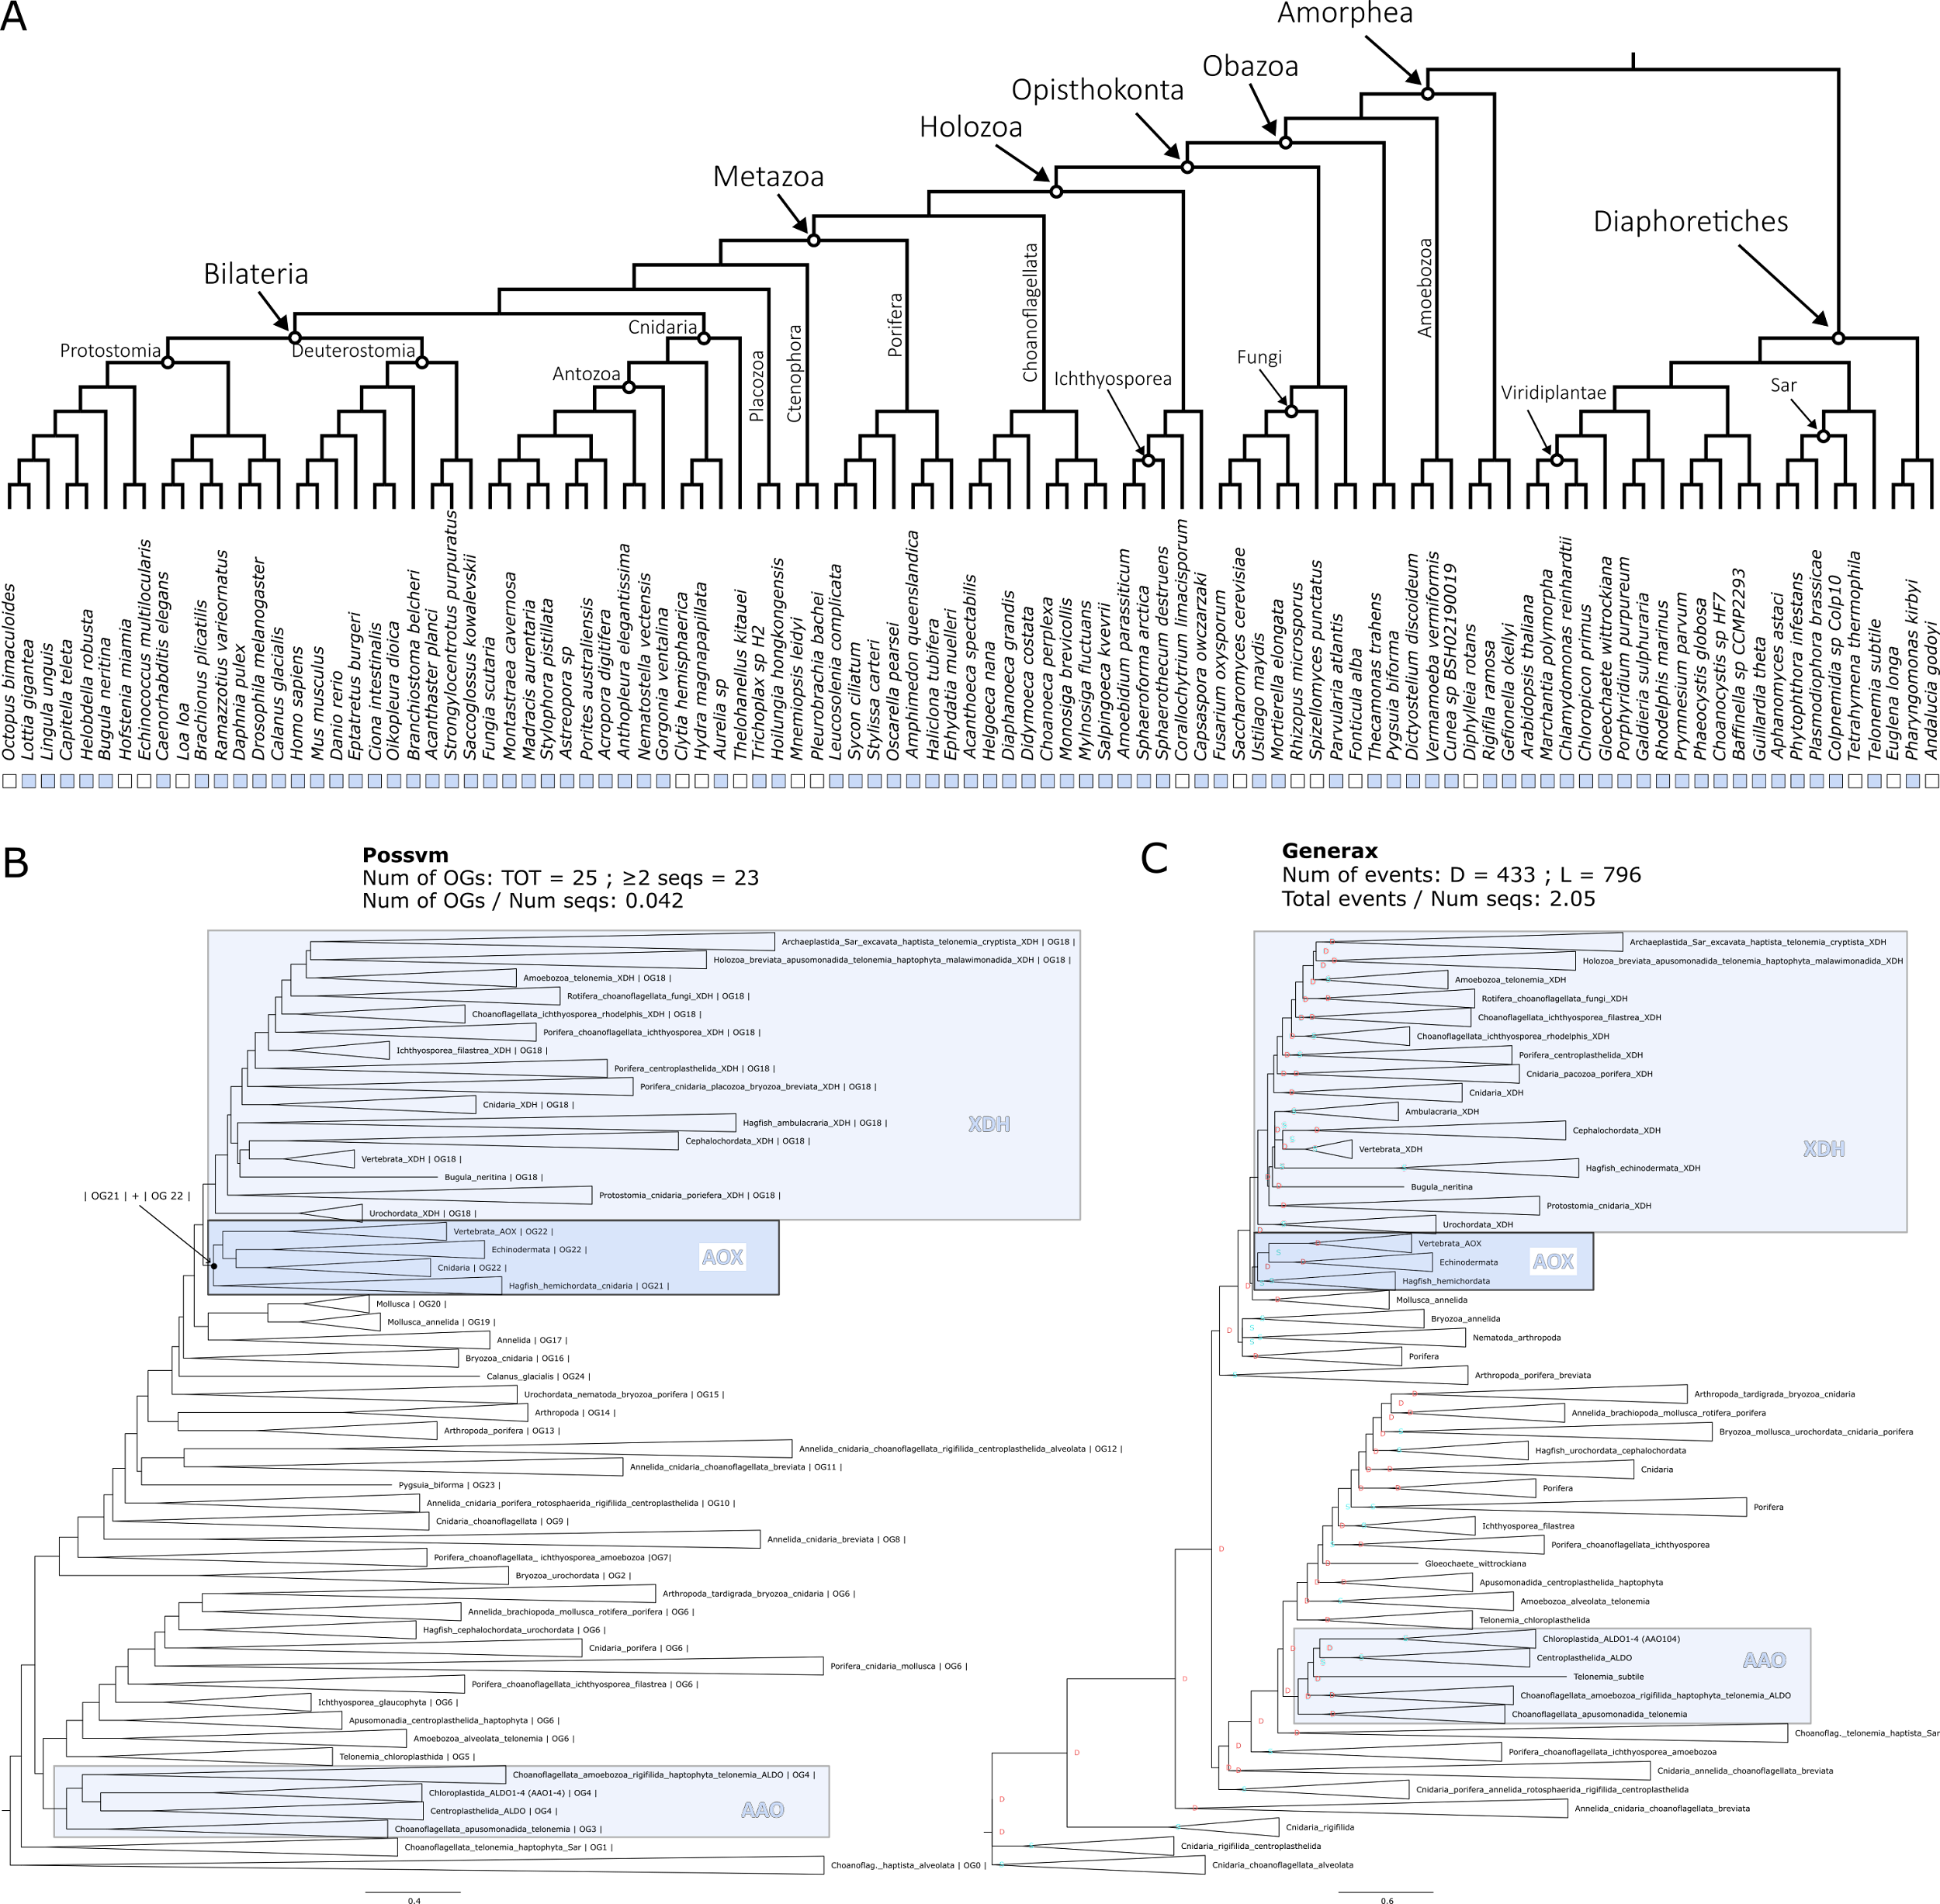 A
Amorphea
Obazoa
Opisthokonta
Holozoa
Metazoa
Diaphoretiches
Bilateria
Protostomia
Deuterostomia
Cnidaria
Antozoa
Placozoa
Ctenophora
Porifera
Choanoflagellata
Ichthyosporea
Fungi
Amoebozoa
Viridiplantae
Sar
Octopus bimaculoides
Lottia gigantea
Lingula unguis
Capitella teleta
Helobdella robusta
Bugula neritina
Hofstenia miamia
Echinococcus multilocularis
Caenorhabditis elegans
Loa loa
Brachionus plicatilis
Ramazzotius varieornatus
Daphnia pulex
Drosophila melanogaster
Calanus glacialis
Homo sapiens
Mus musculus
Danio rerio
Eptatretus burgeri
Ciona intestinalis
Oikopleura dioica
Branchiostoma belcheri
Acanthaster planci
Strongylocentrotus purpuratus
Saccoglossus kowalevskii
Fungia scutaria
Montastraea cavernosa
Madracis aurentaria
Stylophora pistillata
Astreopora sp
Porites australiensis
Acropora digitifera
Anthopleura elegantissima
Nematostella vectensis
Gorgonia ventalina
Clytia hemisphaerica
Hydra magnapapillata
Aurelia sp
Thelohanellus kitauei
Trichoplax sp H2
Hoilungia hongkongensis
Mnemiopsis leidyi
Pleurobrachia bachei
Leucosolenia complicata
Sycon ciliatum
Stylissa carteri
Oscarella pearsei
Amphimedon queenslandica
Haliclona tubifera
Ephydatia muelleri
Acanthoeca spectabilis
Helgoeca nana
Diaphanoeca grandis
Didymoeca costata
Choanoeca perplexa
Monosiga brevicollis
Mylnosiga fluctuans
Salpingoeca kvevrii
Amoebidium parassiticum
Sphaeroforma arctica
Sphaerothecum destruens
Corallochytrium limacisporum
Capsaspora owczarzaki
Fusarium oxysporum
Saccharomyces cerevisiae
Ustilago maydis
Mortierella elongata
Rhizopus microsporus
Spizellomyces punctatus
Parvularia atlantis
Fonticula alba
Thecamonas trahens
Pygsuia biforma
Dictyostelium discoideum
Vermamoeba vermiformis
Cunea sp BSH02190019
Diphylleia rotans
Rigifila ramosa
Gefionella okellyi
Arabidopsis thaliana
Marchantia polymorpha
Chlamydomonas reinhardtii
Chloropicon primus
Gloeochaete wittrockiana
Porphyridium purpureum
Galdieria sulphuraria
Rhodelphis marinus
Prymnesium parvum
Phaeocystis globosa
Choanocystis sp HF7
Baffinella sp CCMP2293
Guillardia theta
Aphanomyces astaci
Phytophthora infestans
Plasmodiophora brassicae
Colpnemidia sp Colp10
Tetrahymena thermophila
Telonemia subtile
Euglena longa
Pharyngomonas kirbyi
Andalucia godoyi
B
Possvm
Num of OGs: TOT = 25 ; ≥2 seqs = 23
Num of OGs / Num seqs: 0.042
Archaeplastida_Sar_excavata_haptista_telonemia_cryptista_XDH | OG18 |
Holozoa_breviata_apusomonadida_telonemia_haptophyta_malawimonadida_XDH | OG18 |
Amoebozoa_telonemia_XDH | OG18 |
Rotifera_choanoflagellata_fungi_XDH | OG18 |
Choanoflagellata_ichthyosporea_rhodelphis_XDH | OG18 |
Porifera_choanoflagellata_ichthyosporea_XDH | OG18 |
Ichthyosporea_filastrea_XDH | OG18 |
Porifera_centroplasthelida_XDH | OG18 |
Porifera_cnidaria_placozoa_bryozoa_breviata_XDH | OG18 |
Cnidaria_XDH | OG18 |
Hagfish_ambulacraria_XDH | OG18 |
XDH
Cephalochordata_XDH | OG18 |
Vertebrata_XDH | OG18 |
Bugula_neritina | OG18 |
Protostomia_cnidaria_poriefera_XDH | OG18 |
| OG21 | + | OG 22 |
Urochordata_XDH | OG18 |
Vertebrata_AOX | OG22 |
Echinodermata | OG22 |
AOX
Cnidaria | OG22 |
Hagfish_hemichordata_cnidaria | OG21 |
Mollusca | OG20 |
Mollusca_annelida | OG19 |
Annelida | OG17 |
Bryozoa_cnidaria | OG16 |
Calanus_glacialis | OG24 |
Urochordata_nematoda_bryozoa_porifera | OG15 |
Arthropoda | OG14 |
Arthropoda_porifera | OG13 |
Annelida_cnidaria_choanoflagellata_rigifilida_centroplasthelida_alveolata | OG12 |
Annelida_cnidaria_choanoflagellata_breviata | OG11 |
Pygsuia_biforma | OG23 |
Annelida_cnidaria_porifera_rotosphaerida_rigifilida_centroplasthelida | OG10 |
Cnidaria_choanoflagellata | OG9 |
Annelida_cnidaria_breviata | OG8 |
Porifera_choanoflagellata_ ichthyosporea_amoebozoa |OG7|
Bryozoa_urochordata | OG2 |
Arthropoda_tardigrada_bryozoa_cnidaria | OG6 |
Annelida_brachiopoda_mollusca_rotifera_porifera | OG6 |
Hagfish_cephalochordata_urochordata | OG6 |
Cnidaria_porifera | OG6 |
Porifera_cnidaria_mollusca | OG6 |
Porifera_choanoflagellata_ichthyosporea_filastrea | OG6 |
Ichthyosporea_glaucophyta | OG6 |
Apusomonadia_centroplasthelida_haptophyta | OG6 |
Amoebozoa_alveolata_telonemia | OG6 |
Telonemia_chloroplasthida | OG5 |
Choanoflagellata_amoebozoa_rigifilida_haptophyta_telonemia_ALDO | OG4 |
Chloroplastida_ALDO1-4 (AAO1-4) | OG4 |
Centroplasthelida_ALDO | OG4 |
AAO
Choanoflagellata_apusomonadida_telonemia | OG3 |
Choanoflagellata_telonemia_haptophyta_Sar | OG1 |
Choanoflag._haptista_alveolata | OG0 |
0.4
C
Generax
Num of events: D = 433 ; L = 796
Total events / Num seqs: 2.05
Archaeplastida_Sar_excavata_haptista_telonemia_cryptista_XDH
Holozoa_breviata_apusomonadida_telonemia_haptophyta_malawimonadida_XDH
Amoebozoa_telonemia_XDH
Rotifera_choanoflagellata_fungi_XDH
Choanoflagellata_ichthyosporea_filastrea_XDH
Choanoflagellata_ichthyosporea_rhodelphis_XDH
Porifera_centroplasthelida_XDH
Cnidaria_pacozoa_porifera_XDH
Cnidaria_XDH
Ambulacraria_XDH
Cephalochordata_XDH
XDH
Vertebrata_XDH
Hagfish_echinodermata_XDH
Bugula_neritina
Protostomia_cnidaria_XDH
Urochordata_XDH
Vertebrata_AOX
Echinodermata
AOX
Hagfish_hemichordata
Mollusca_annelida
Bryozoa_annelida
Nematoda_arthropoda
Porifera
Arthropoda_porifera_breviata
Arthropoda_tardigrada_bryozoa_cnidaria
Annelida_brachiopoda_mollusca_rotifera_porifera
Bryozoa_mollusca_urochordata_cnidaria_porifera
Hagfish_urochordata_cephalochordata
Cnidaria
Porifera
Porifera
Ichthyosporea_filastrea
Porifera_choanoflagellata_ichthyosporea
Gloeochaete_wittrockiana
Apusomonadida_centroplasthelida_haptophyta
Amoebozoa_alveolata_telonemia
Telonemia_chloroplasthelida
Chloroplastida_ALDO1-4 (AAO104)
Centroplasthelida_ALDO
AAO
Telonemia_subtile
Choanoflagellata_amoebozoa_rigifilida_haptophyta_telonemia_ALDO
Choanoflagellata_apusomonadida_telonemia
Choanoflag._telonemia_haptista_Sar
Porifera_choanoflagellata_ichthyosporea_amoebozoa
Cnidaria_annelida_choanoflagellata_breviata
Cnidaria_porifera_annelida_rotosphaerida_rigifilida_centroplasthelida
Annelida_cnidaria_choanoflagellata_breviata
Cnidaria_rigifilida
Cnidaria_rigifilida_centroplasthelida
Cnidaria_choanoflagellata_alveolata
0.6